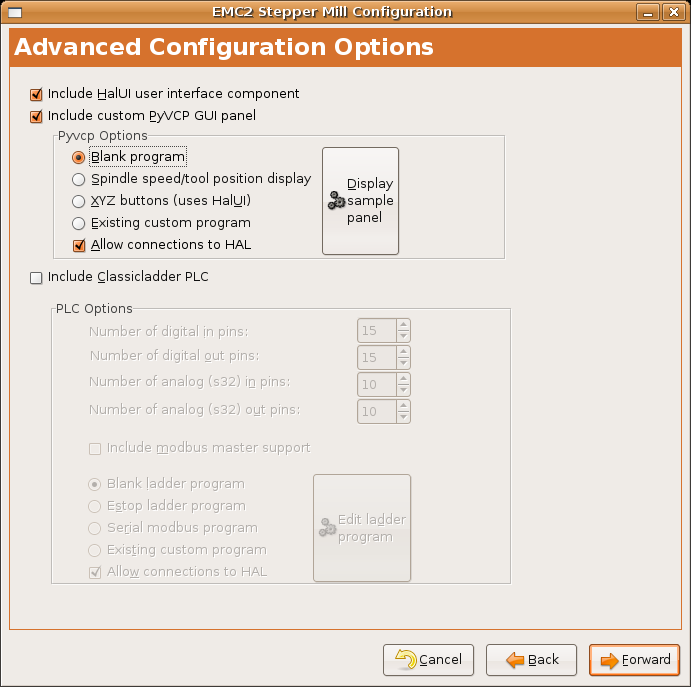 EMC2 Stepper Mill Configuration
Advanced Configuration Options
Include HalUI user interface component
Include custom PyVCP GUI panel
Pyvcp Options
Blank program
Spindle speed/tool position display
XYZ buttons (uses HalUI)
Existing custom program
Allow connections to HAL
Display
sample
panel
Include Classicladder PLC
PLC Options
Number of digital in pins: 15
Number of digital out pins: 15
Number of analog (s32) in pins: 10
Number of analog (s32) out pins: 10
Include modbus master support
Blank ladder program
Estop ladder program
Serial modbus program
Existing custom program
Allow connections to HAL
Edit ladder
program
Cancel Back Forward